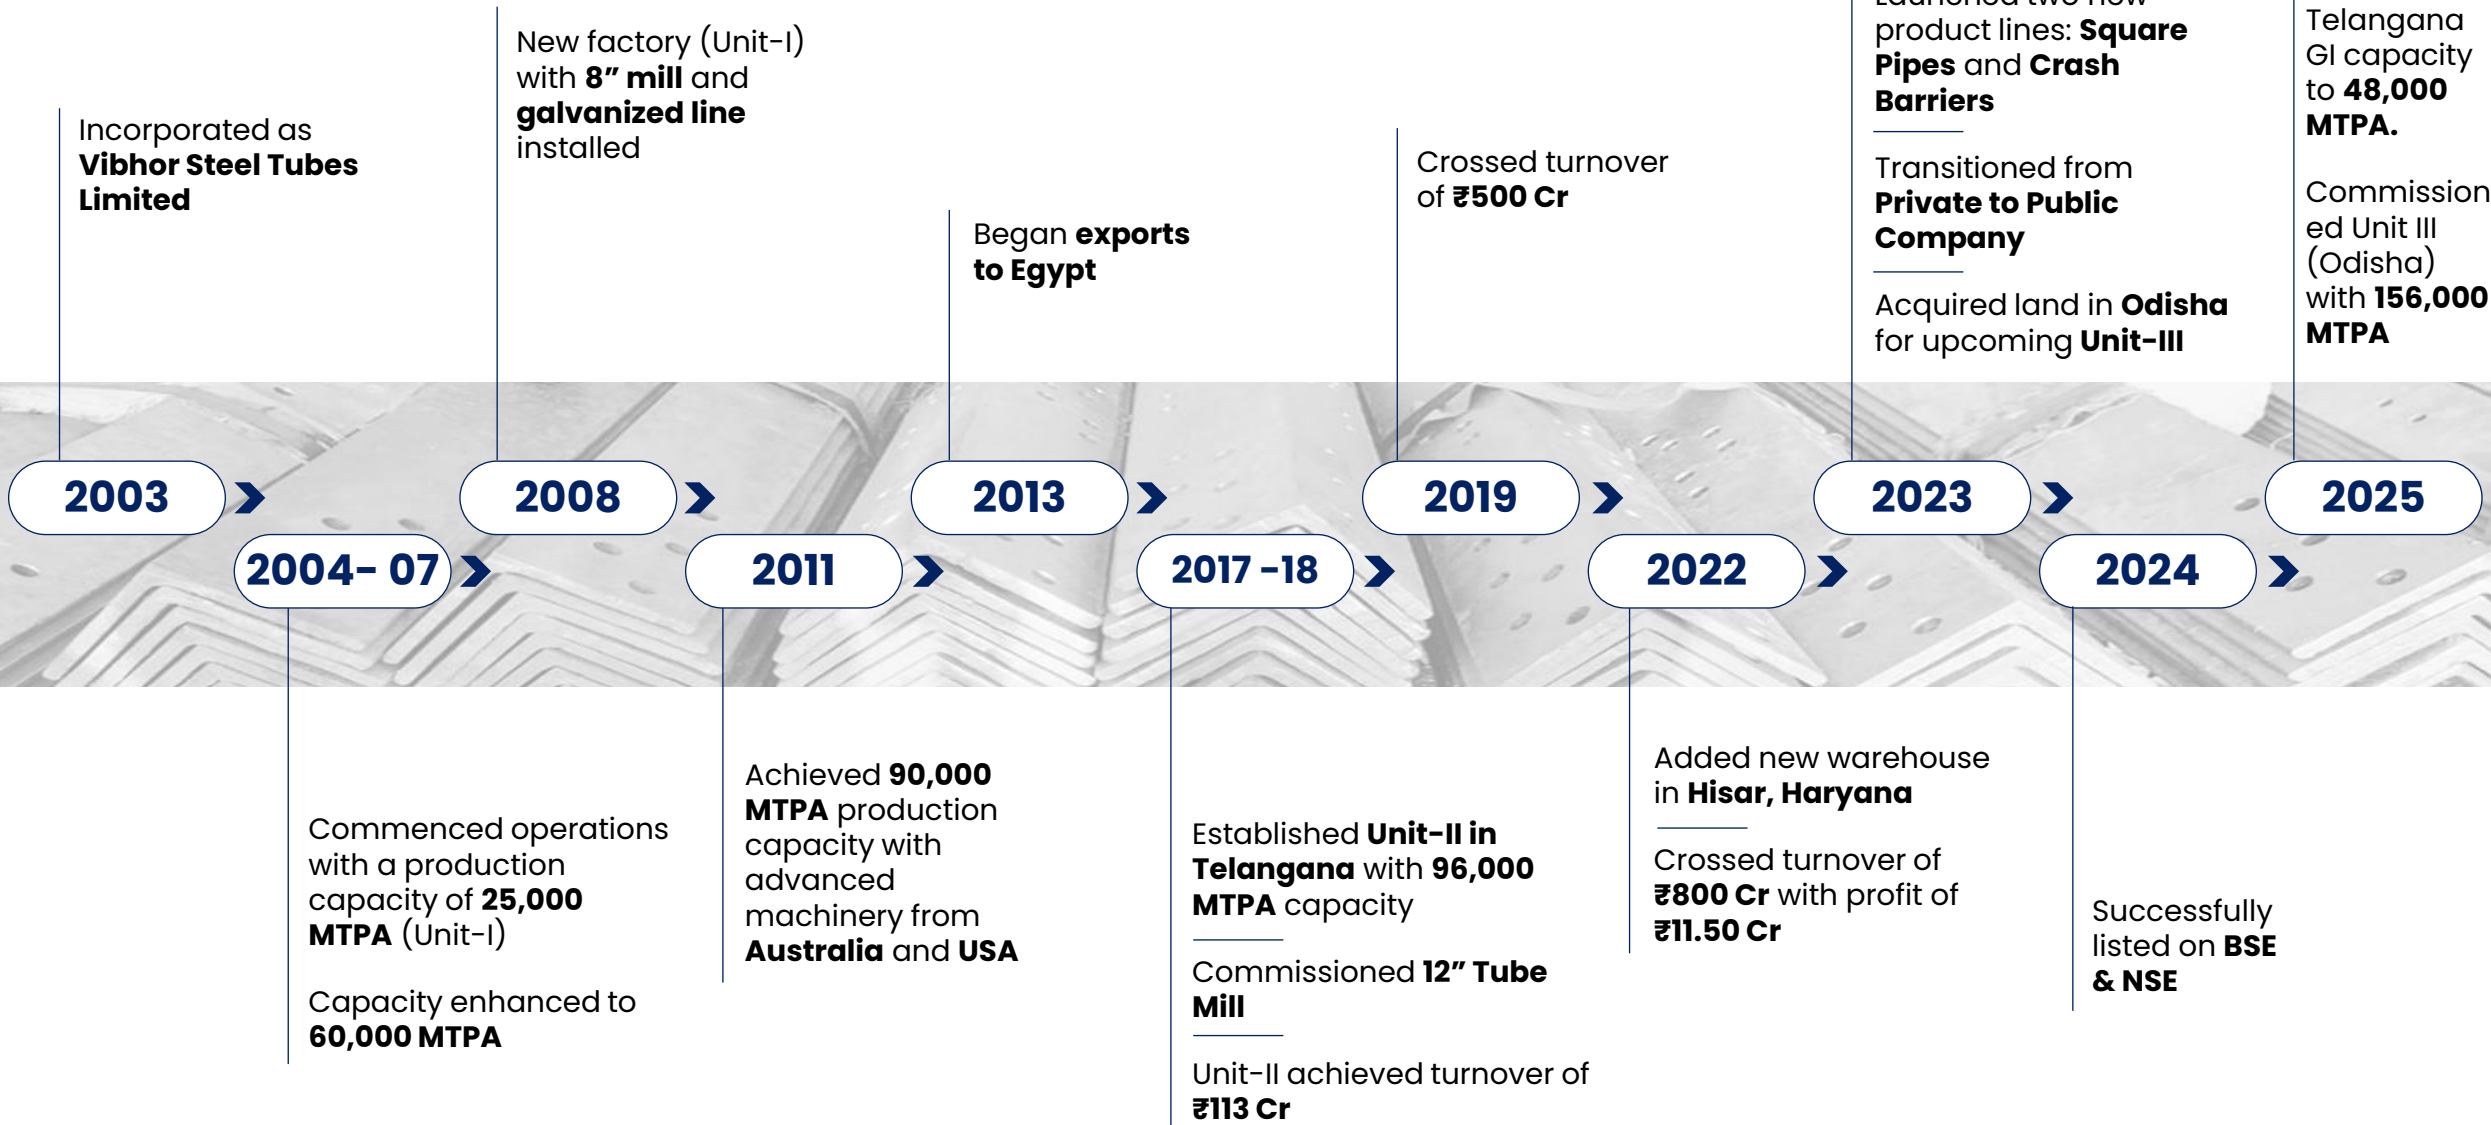 Incorporated as
Vibhor Steel Tubes
Limited
2003
2004- 07
Commenced operations
with a production
capacity of 25,000
MTPA (Unit-I)
Capacity enhanced to
60,000 MTPA
New factory (Unit-I)
with 8” mill and
galvanized line
installed
2008
2011
Achieved 90,000
MTPA production
capacity with
advanced
machinery from
Australia and USA
Began exports
to Egypt
2013
2017 -18
Established Unit-II in
Telangana with 96,000
MTPA capacity
Commissioned 12” Tube
Mill
Unit-II achieved turnover of
₹113 Cr
Crossed turnover
of ₹500 Cr
2019
2022
Added new warehouse
in Hisar, Haryana
Crossed turnover of
₹800 Cr with profit of
₹11.50 Cr
Launched two new
product lines: Square
Pipes and Crash
Barriers
Transitioned from
Private to Public
Company
Acquired land in Odisha
for upcoming Unit-III
2023
2024
Successfully
listed on BSE
& NSE
Telangana
GI capacity
to 48,000
MTPA.
Commission
ed Unit III
(Odisha)
with 156,000
MTPA
2025